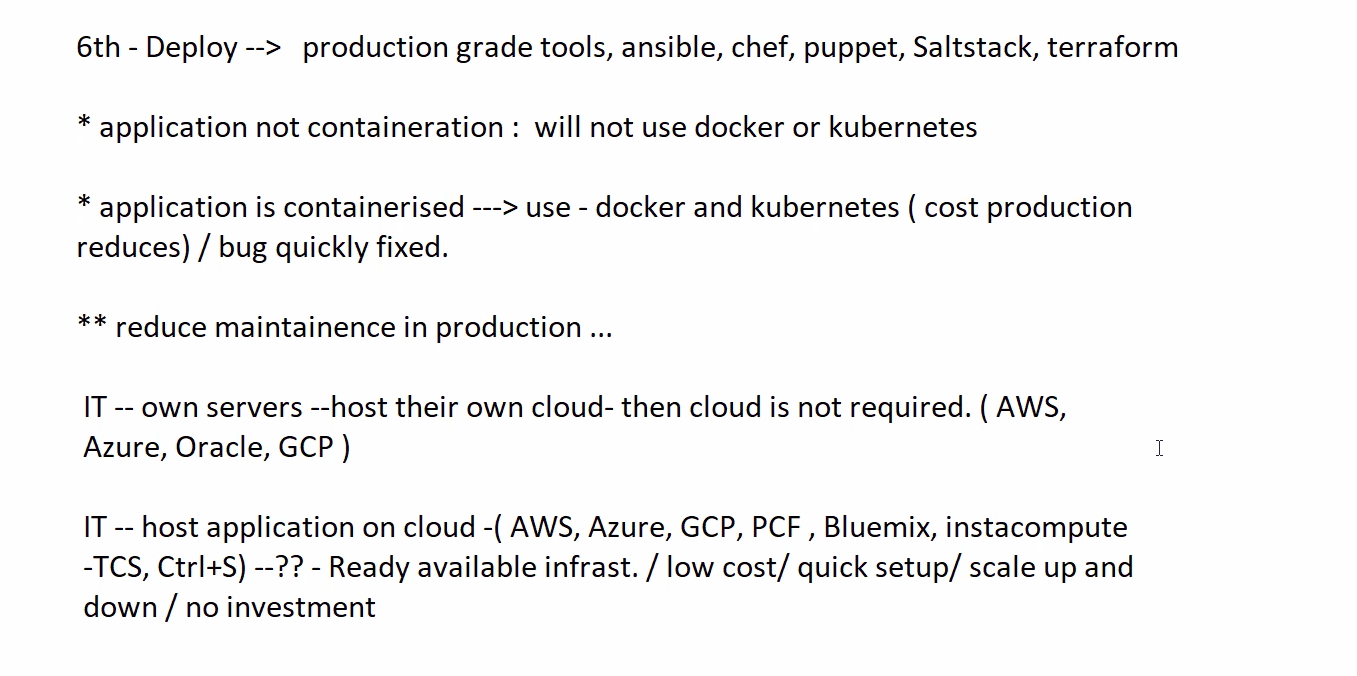 6th - Deploy -->   production grade tools, ansible, chef, puppet, Saltstack, terraform
* application not containeration :  will not use docker or kubernetes
* application is containerised ---> use - docker and kubernetes ( cost production
reduces) / bug quickly fixed.
** reduce maintainence in production ...
IT -- own servers --host their own cloud- then cloud is not required. ( AWS,
Azure, Oracle, GCP )
IT -- host application on cloud -( AWS, Azure, GCP, PCF , Bluemix, instacompute
-TCS, Ctrl+S) --?? - Ready available infrast. / low cost/ quick setup/ scale up and
down / no investment